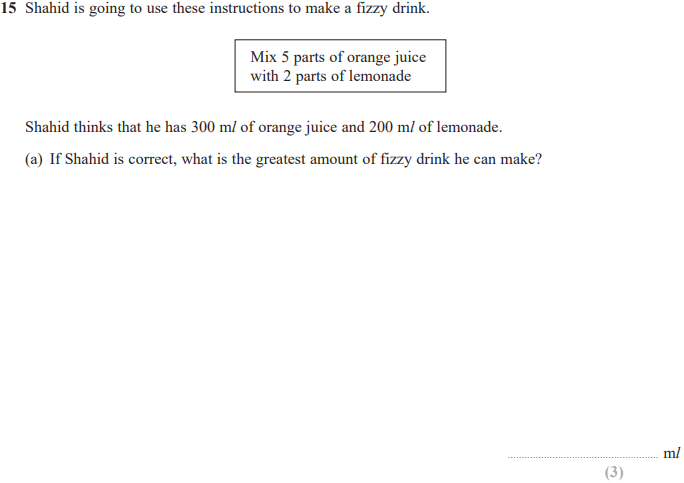 15 Shahid is going to use these instructions to make a fizzy drink.
Mix 5 parts of orange juice
with 2 parts of lemonade
Shahid thinks that he has 300 ml of orange juice and 200 ml of lemonade.
(a) If Shahid is correct, what is the greatest amount of fizzy drink he can make?
.......................................................... ml
(3)